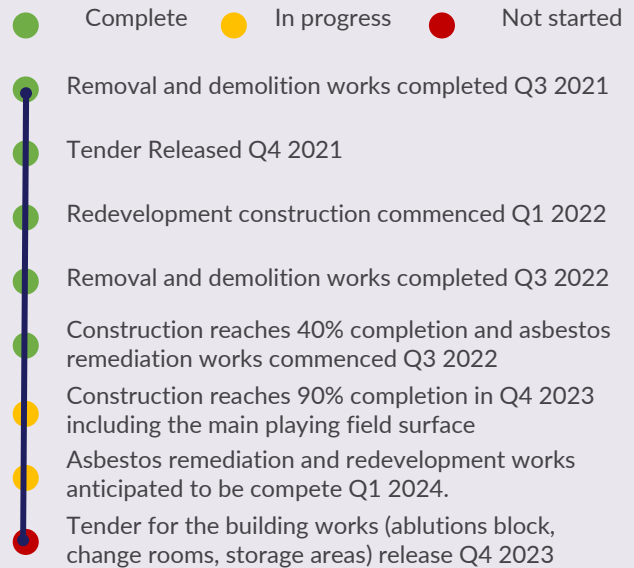 Complete In progress Not started
Removal and demolition works completed Q3 2021
Tender Released Q4 2021
Redevelopment construction commenced Q1 2022
Removal and demolition works completed Q3 2022
Construction reaches 40% completion and asbestos
remediation works commenced Q3 2022
Construction reaches 90% completion in Q4 2023
including the main playing field surface
Asbestos remediation and redevelopment works
anticipated to be compete Q1 2024.
Tender for the building works (ablutions block,
change rooms, storage areas) release Q4 2023